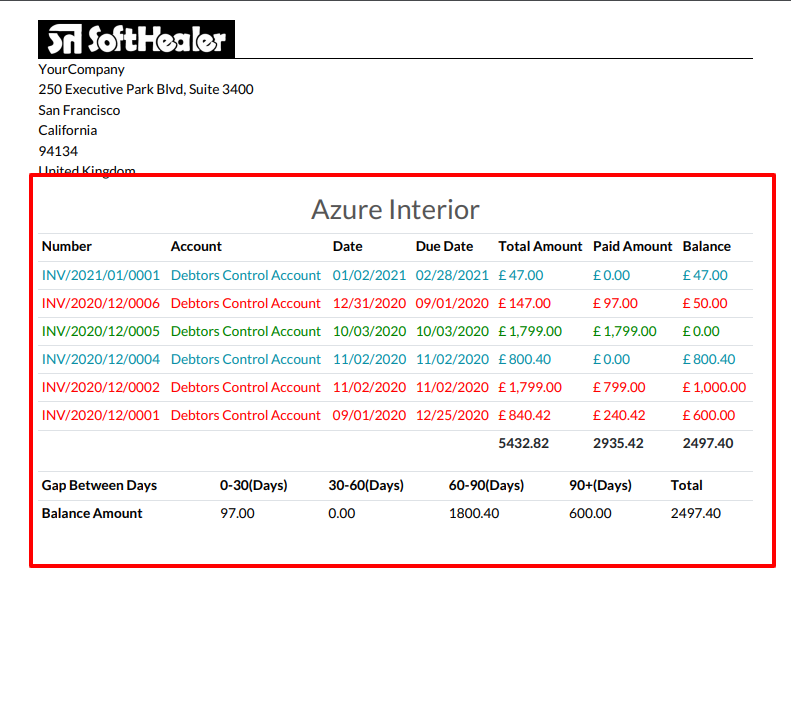 SoftHealer
YourCompany
250 Executive Park Blvd, Suite 3400
San Francisco
California
94134
United Kingdom
Azure Interior
Number Account Date Due Date Total Amount Paid Amount Balance
INV/2021/01/0001 Debtors Control Account 01/02/2021 02/28/2021 £ 47.00 £ 0.00 £ 47.00
INV/2020/12/0006 Debtors Control Account 12/31/2020 09/01/2020 £ 147.00 £ 97.00 £ 50.00
INV/2020/12/0005 Debtors Control Account 10/03/2020 10/03/2020 £ 1,799.00 £ 1,799.00 £ 0.00
INV/2020/12/0004 Debtors Control Account 11/02/2020 11/02/2020 £ 800.40 £ 0.00 £ 800.40
INV/2020/12/0002 Debtors Control Account 11/02/2020 11/02/2020 £ 1,799.00 £ 799.00 £ 1,000.00
INV/2020/12/0001 Debtors Control Account 09/01/2020 12/25/2020 £ 840.42 £ 240.42 £ 600.00
5432.82 2935.42 2497.40
Gap Between Days 0-30(Days) 30-60(Days) 60-90(Days) 90+(Days) Total
Balance Amount 97.00 0.00 1800.40 600.00 2497.40